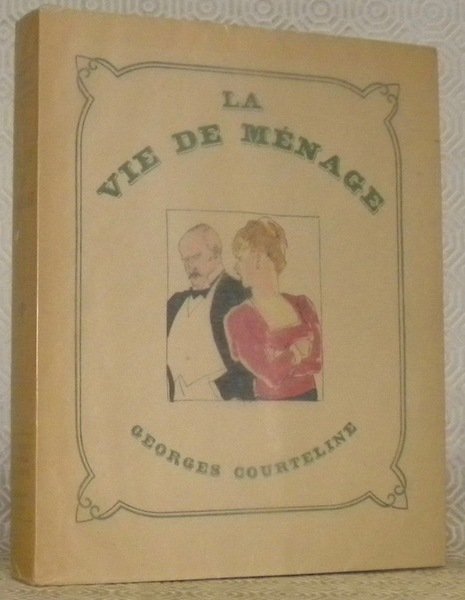 LA
VIE DE MÉNAGE
GEORGES COURTELINE